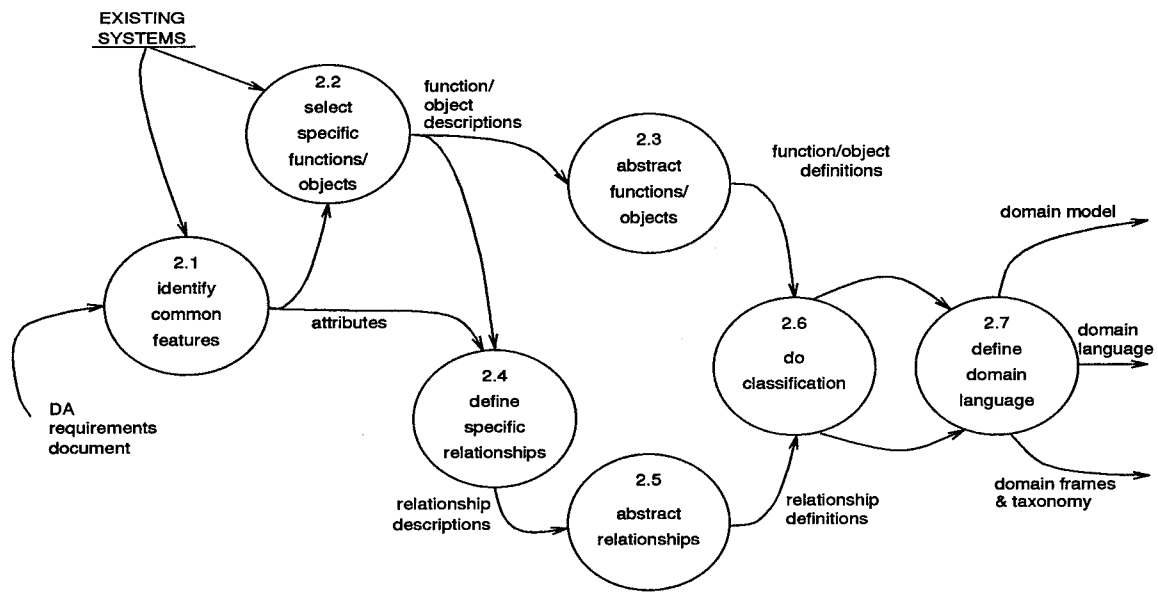 EXISTING
SYSTEMS
2.2
select
specific
functions/
objects
function/
object
descriptions
2.3
abstract
functions/
objects
function/object
definitions
domain model
2.1
identify
common
features
attributes
2.6
do
classification
2.7
define
domain
language
domain
language
DA
requirements
document
2.4
define
specific
relationships
relationship
descriptions
2.5
abstract
relationships
relationship
definitions
domain frames
& taxonomy